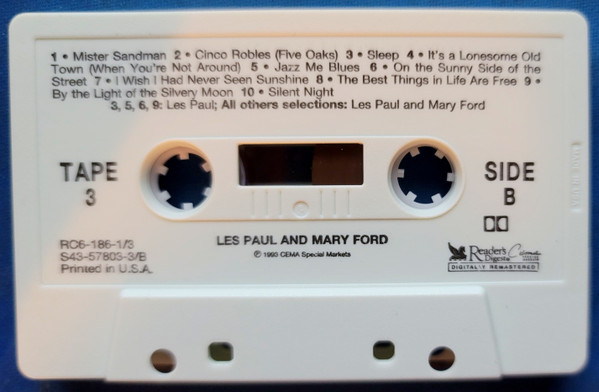 1 • Mister Sandman 2 • Cinco Robles (Five Oaks) 3 • Sleep 4 • It's a Lonesome Old
Town (When You're Not Around) 5 • Jazz Me Blues 6 • On the Sunny Side of the
Street 7 • I Wish I Had Never Seen Sunshine 8 • The Best Things in Life Are Free 9 •
By the Light of the Silvery Moon 10 • Silent Night
3, 5, 6, 9: Les Paul; All others selections: Les Paul and Mary Ford
TAPE
3
SIDE
B
RC6-186-1/3
S43-57803-3/B
Printed in U.S.A.
LES PAUL AND MARY FORD
℗ 1990 CEMA Special Markets
Reader's
Digest
Cema
DIGITALLY REMASTERED